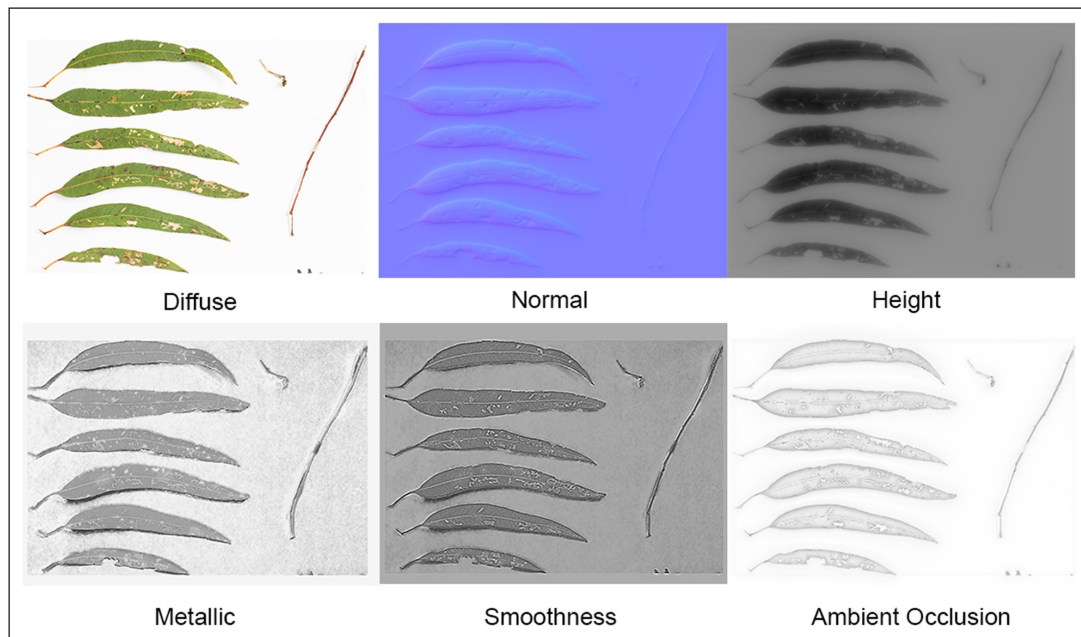 Diffuse
Normal
Height
Metallic
Smoothness
Ambient Occlusion